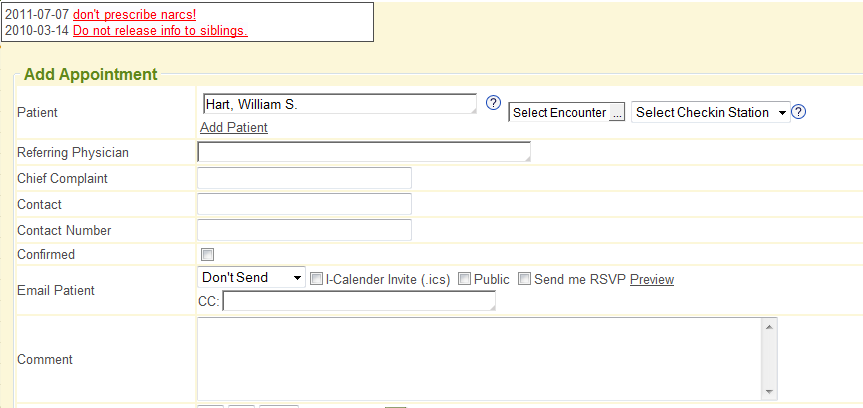 2011-07-07 don't prescribe narcs!
2010-03-14 Do not release info to siblings.
Add Appointment
Patient
Hart, William S.
?
Select Encounter ...
Select Checkin Station
?
Add Patient
Referring Physician
Chief Complaint
Contact
Contact Number
Confirmed
Email Patient
Don't Send
I-Calender Invite (.ics)
Public
Send me RSVP Preview
CC:
Comment